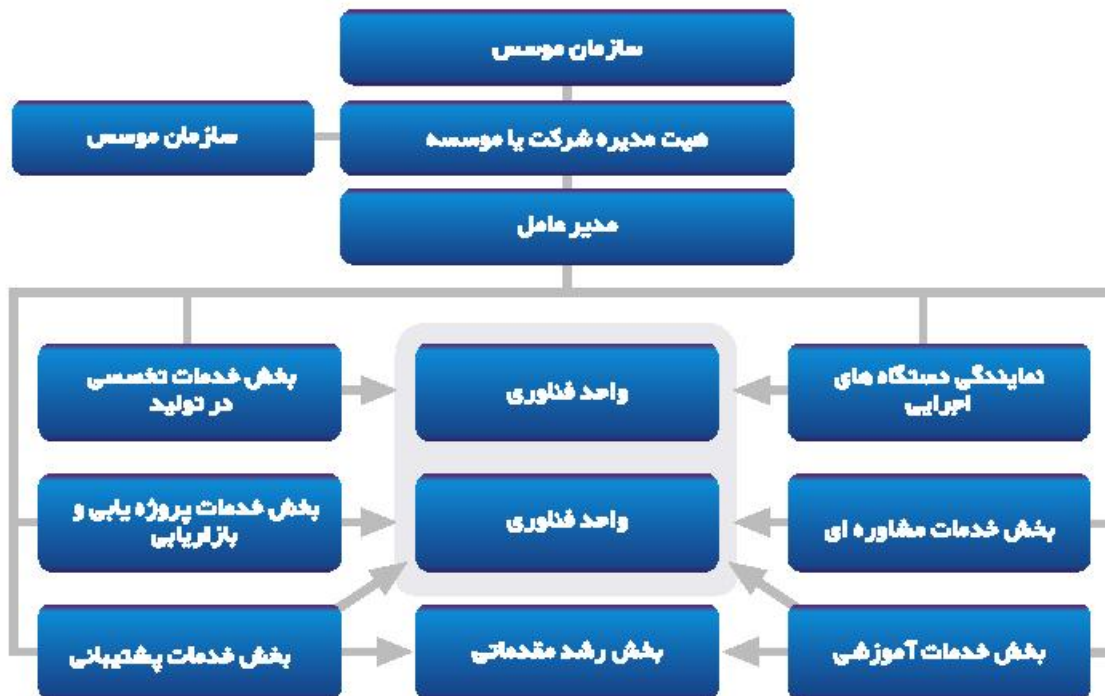 سازمان موسس
هیت مدیره شرکت یا موسسه
سازمان موسس
مدیر عامل
نمایندگی دستگاه های
اجرایی
واحد فناوری
بخش خدمات تخصسی
در تولید
بخش خدمات مشاوره ای
واحد فناوری
بخش خدمات پروژه یابی و
بازاریابی
بخش خدمات آموزشی
بخش رشد مقدماتی
بخش خدمات پشتیبانی